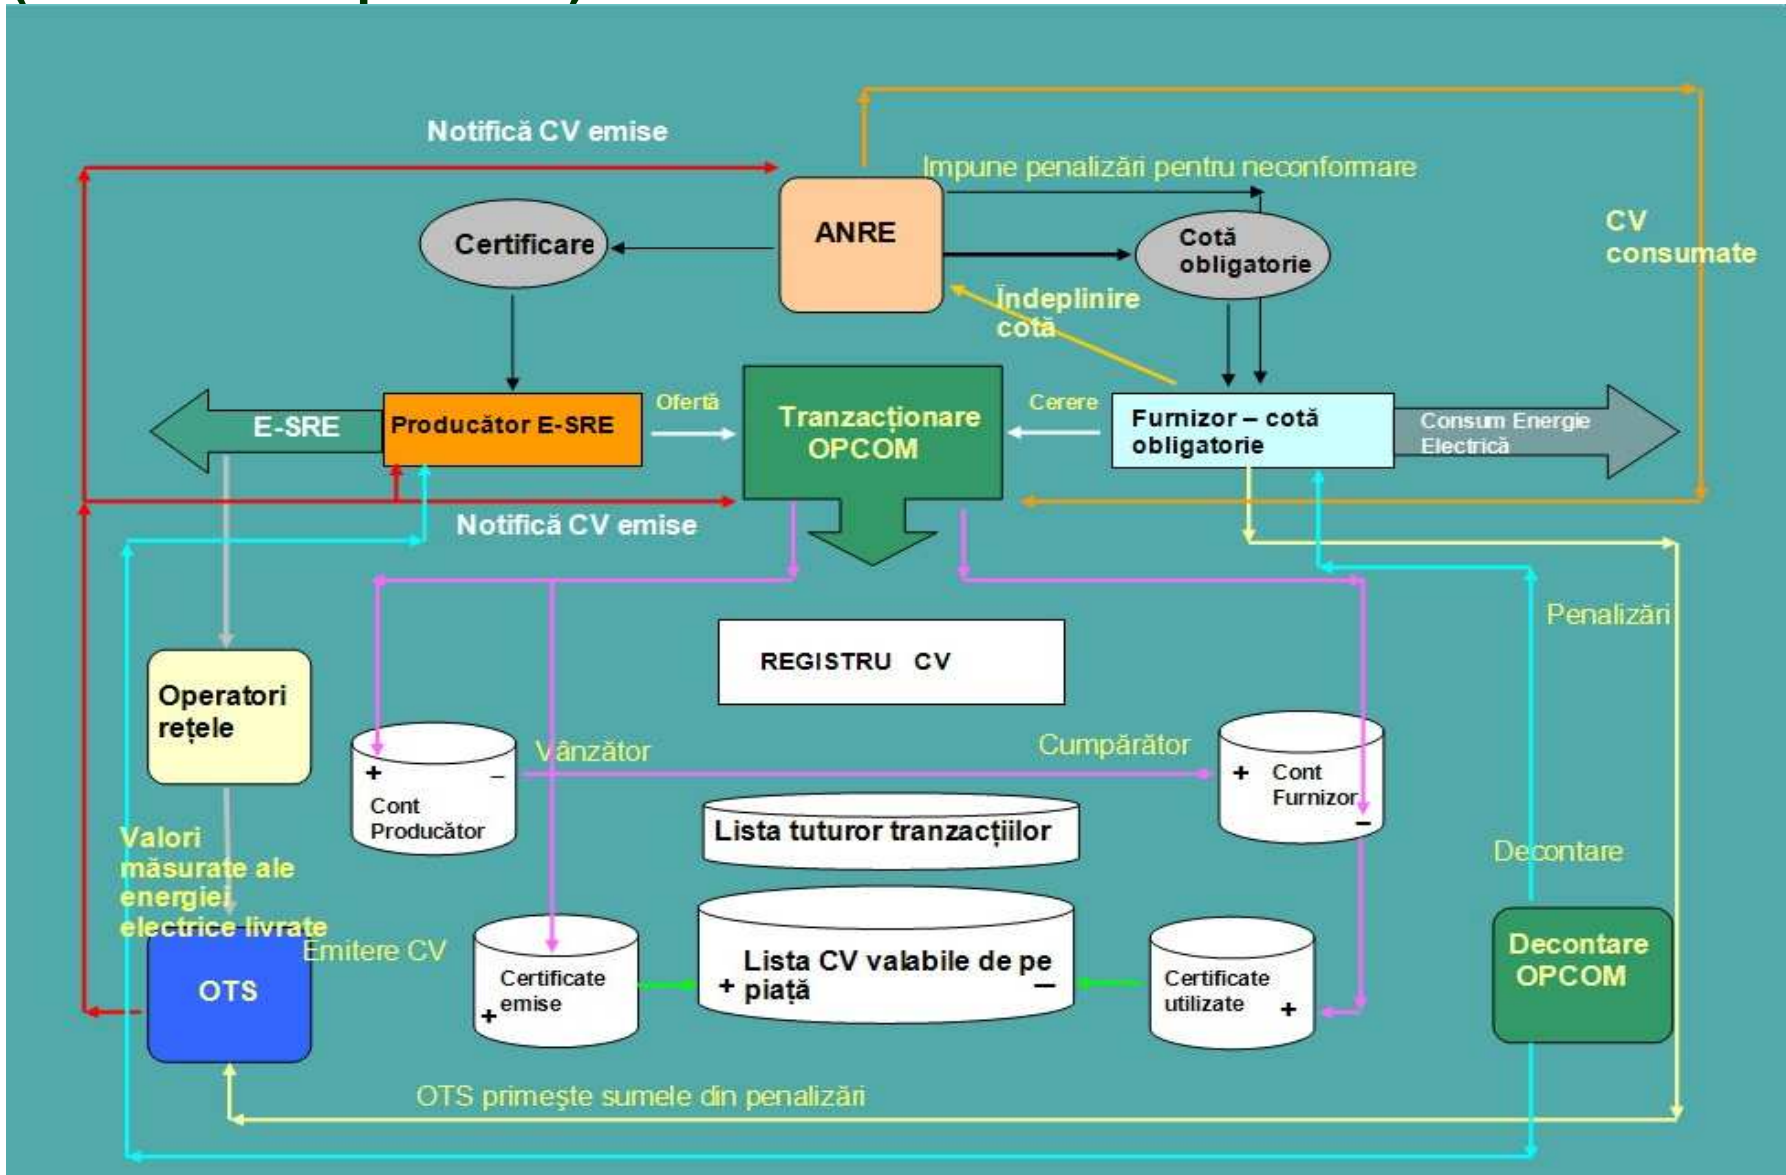 Notifică CV emise
Impune penalizări pentru neconformare
ANRE
Certificare
Cotă
obligatorie
CV
consumate
Îndeplinire
cotă
E-SRE
Producător E-SRE
Ofertă
Tranzacționare
OPCOM
Cerere
Furnizor – cotă
obligatorie
Consum Energie
Electrică
Notifică CV emise
Penalizări
REGISTRU CV
Operatori
rețele
Vânzător
Cumpărător
+ –
Cont
Producător
+ Cont
Furnizor
–
Lista tuturor tranzacțiilor
Valori
măsurate ale
energiei
electrice livrate
Decontare
Emitere CV
OTS
Certificate
emise
+
Lista CV valabile de pe
piață
+ –
Certificate
utilizate
+
Decontare
OPCOM
OTS primește sumele din penalizări